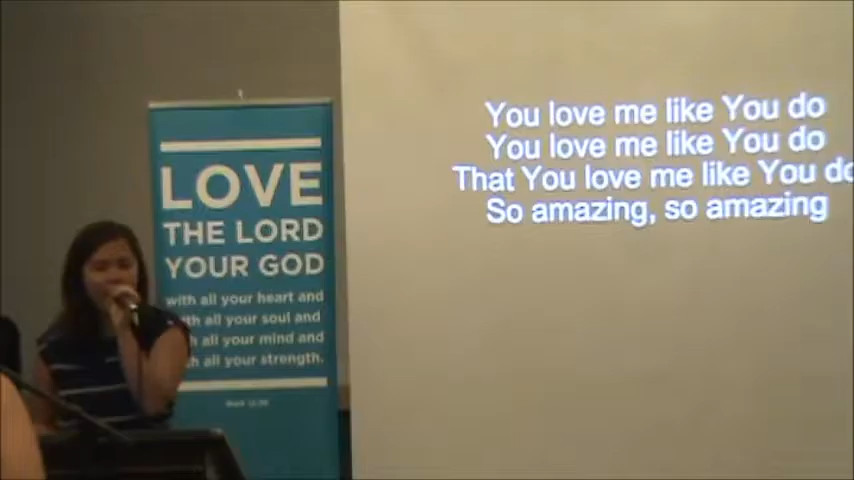 LOVE
THE LORD
YOUR GOD
with all your heart and
with all your soul and
all your mind and
all your strength.
You love me like You do
You love me like You do
That You love me like You do
So amazing, so amazing